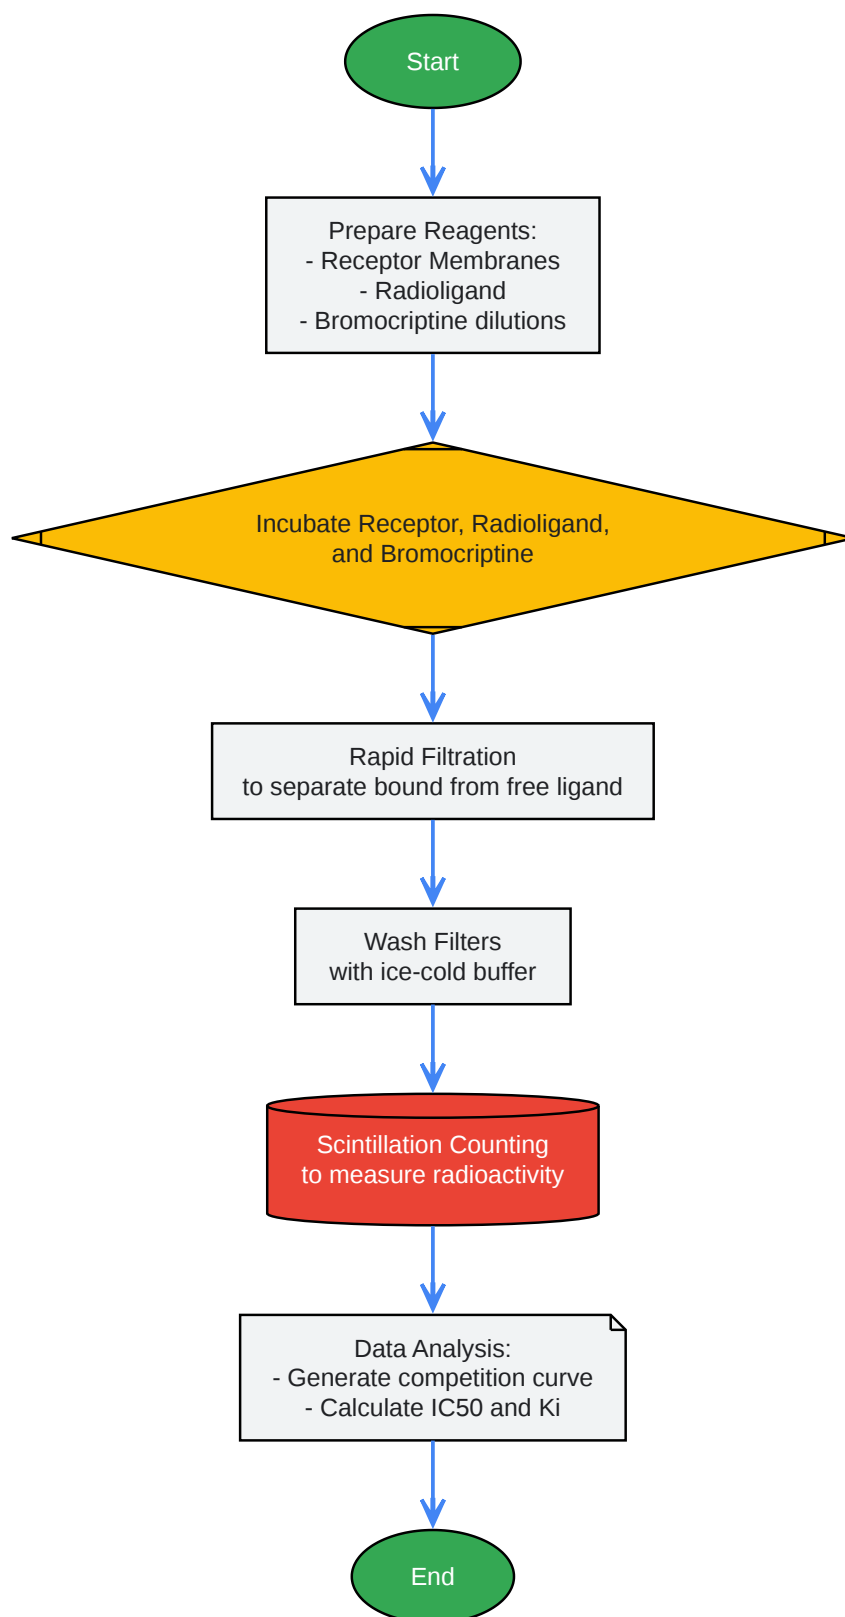 Start
Prepare Reagents:
- Receptor Membranes
- Radioligand
- Bromocriptine dilutions
Incubate Receptor, Radioligand,
and Bromocriptine
Rapid Filtration
to separate bound from free ligand
Wash Filters
with ice-cold buffer
Scintillation Counting
to measure radioactivity
Data Analysis:
- Generate competition curve
- Calculate IC50 and Ki
End